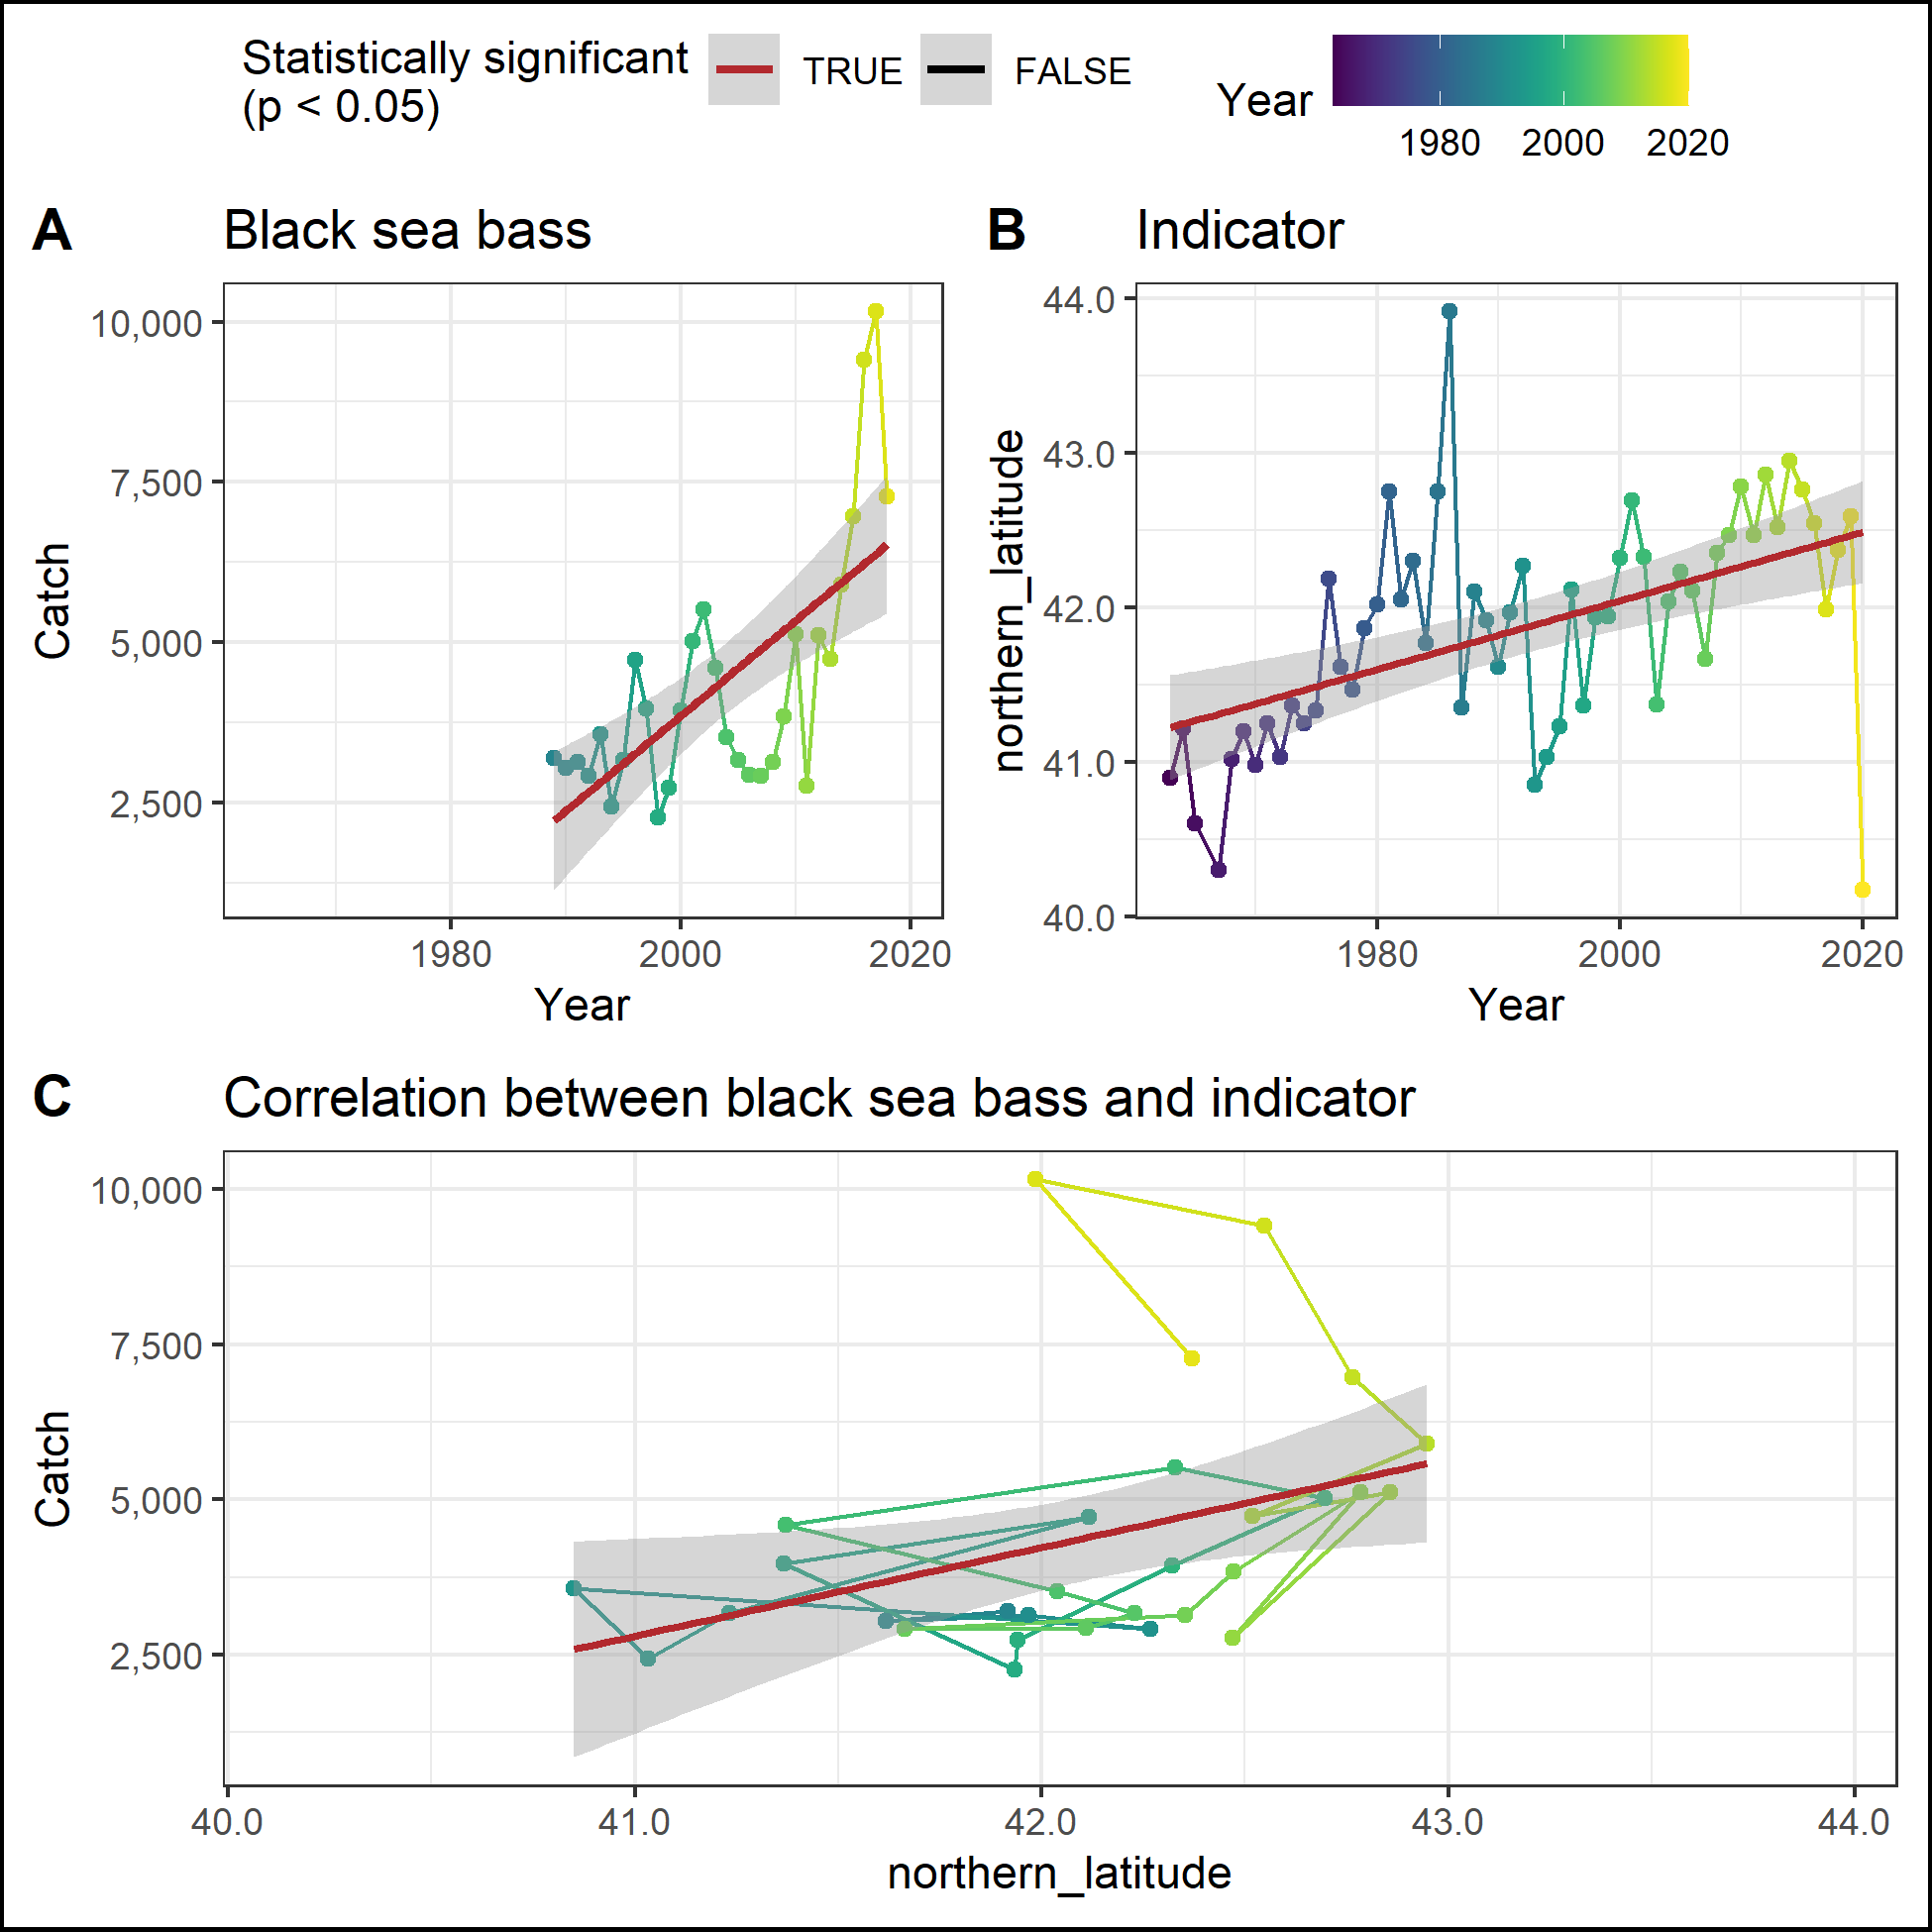 Statistically significant
(p < 0.05)
TRUE
FALSE
Year
1980
2000
2020
A
Black sea bass
Catch
10,000
7,500
5,000
2,500
1980
2000
2020
Year
B
Indicator
northern_latitude
44.0
43.0
42.0
41.0
40.0
1980
2000
2020
Year
C
Correlation between black sea bass and indicator
Catch
10,000
7,500
5,000
2,500
40.0
41.0
42.0
43.0
44.0
northern_latitude